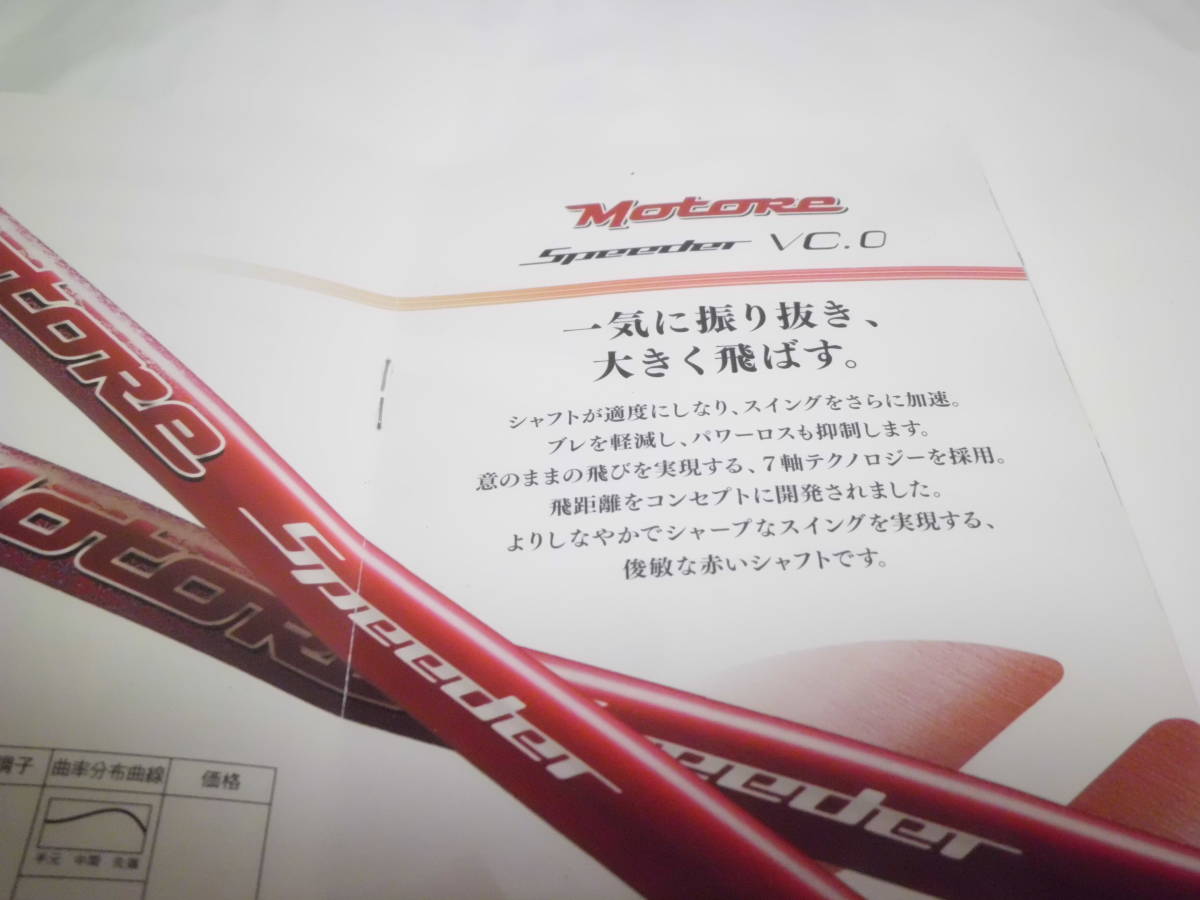 Motore
Speeder VC.0
一気に振り抜き、
大きく飛ばす。
シャフトが適度にしなり、スイングをさらに加速。
ブレを軽減し、パワーロスも抑制します。
意のままの飛びを実現する、7軸テクノロジーを採用。
飛距離をコンセプトに開発されました。
よりしなやかでシャープなスイングを実現する、
俊敏な赤いシャフトです。
tore
Speeder
otor
eeder
調子 曲率分布曲線 価格
手元 中間 先端